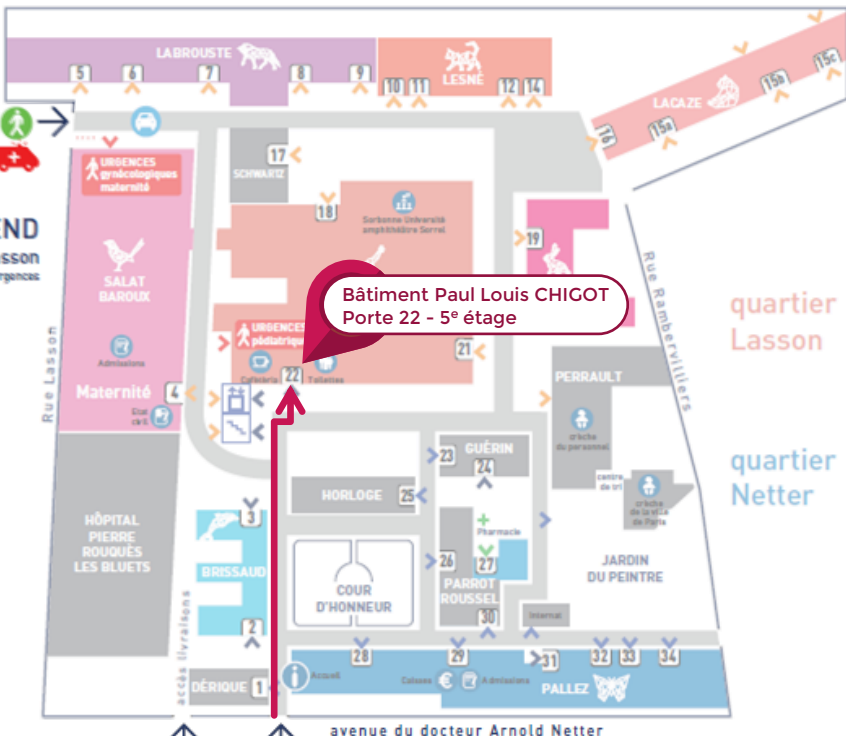 LABROUSTE
5
6
7
8
9
LESNÉ
10
11
12
14
LACAZE
15c
15b
15a
16
URGENCES
gynécologiques
maternité
17
SCHWARTZ
18
Sorbonne Université
amphithéâtre Sorrel
19
END
esson
rgences
SALAT
BAROUX
Admissions
Maternité
4
Etat
civil
Rue Lasson
Bâtiment Paul Louis CHIGOT
Porte 22 - 5e étage
URGENCES
pédiatriqu
Cafétéria
22
Toilettes
21
Rue Rambervilliers
quartier
Lasson
PERRAULT
crèche
du personnel
centre
de tri
crèche
de la ville
de Paris
quartier
Netter
23
GUÉRIN
24
HORLOGE
25
HÔPITAL
PIERRE
ROUQUÈS
LES BLUETS
3
BRISSAUD
2
accès livraisons
COUR
D'HONNEUR
Pharmacie
26
27
PARROT
ROUSSEL
30
JARDIN
DU PEINTRE
Internat
DÉRIQUE
1
Accueil
28
29
31
32
33
34
Caisses
Admissions
PALLEZ
avenue du docteur Arnold Netter